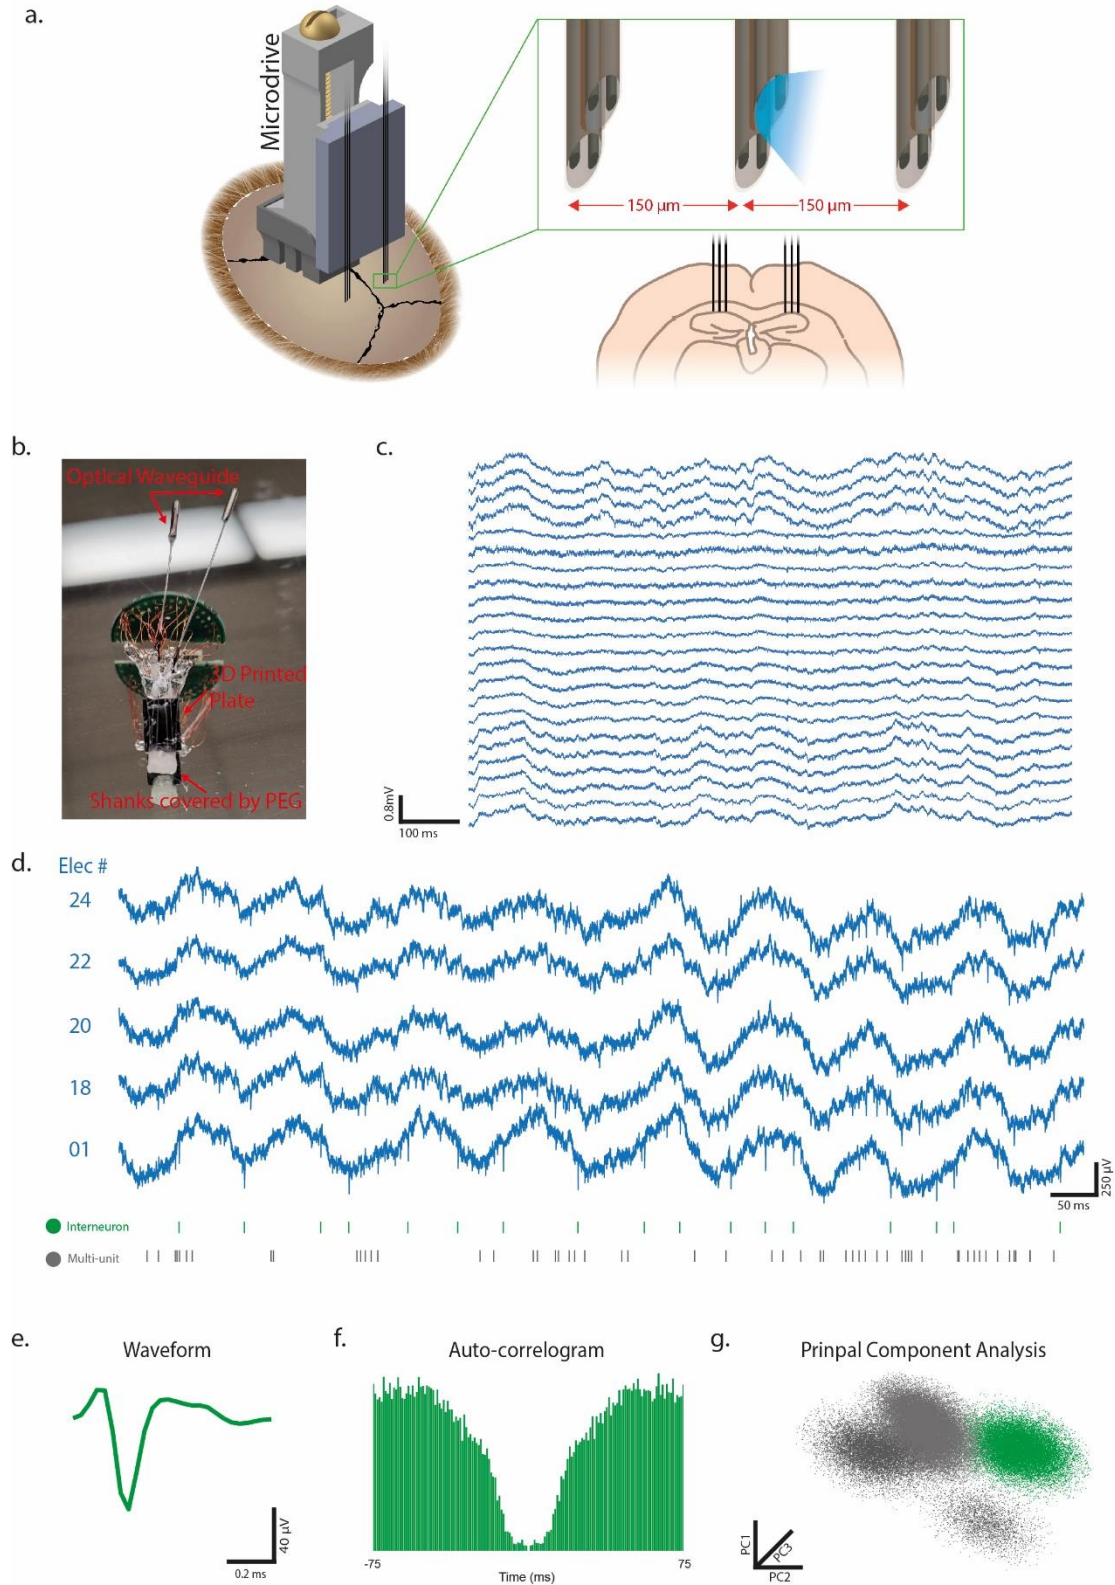 a.
Microdrive
150 µm
150 µm
b.
Optical Waveguide
3D Printed
Plate
Shanks covered by PEG
c.
0.8mV
100 ms
d.
Elec #
24
22
20
18
01
250 µV
50 ms
Interneuron
Multi-unit
e.
Waveform
40 µV
0.2 ms
f.
Auto-correlogram
-75
75
Time (ms)
g.
Prinpal Component Analysis
PC1
PC3
PC2